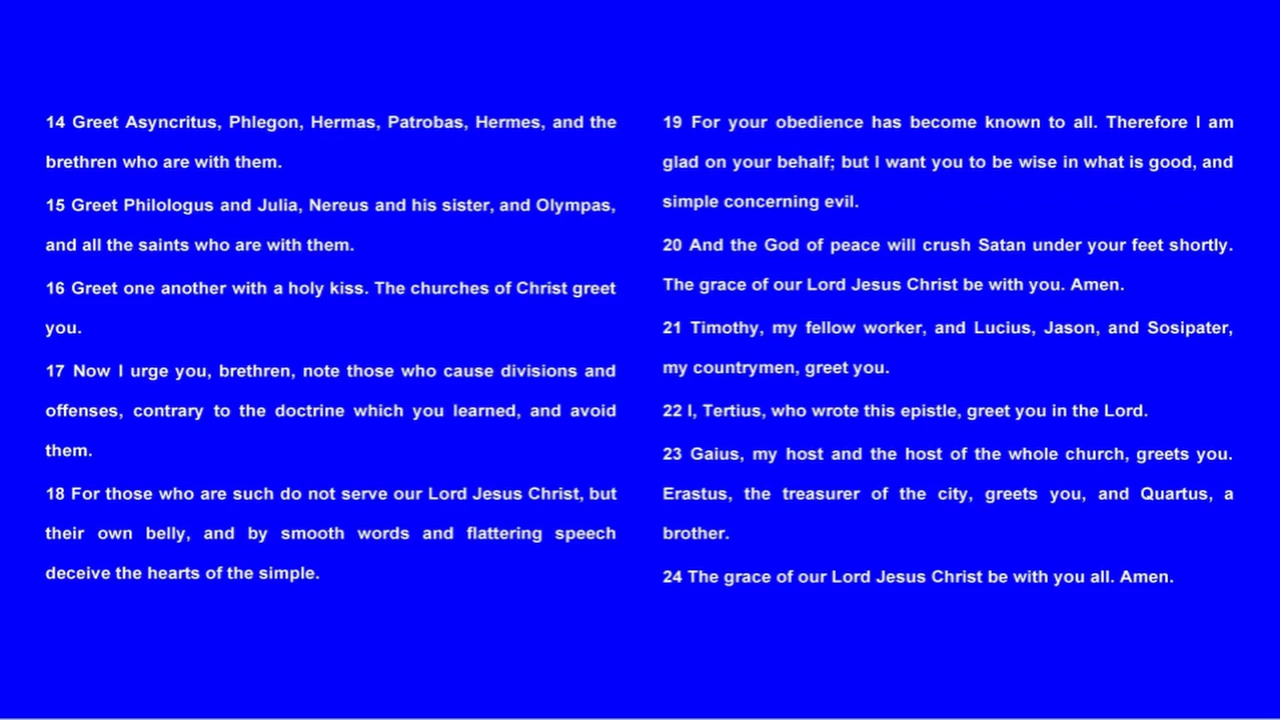 14 Greet Asyncritus, Phlegon, Hermas, Patrobas, Hermes, and the
brethren who are with them.
15 Greet Philologus and Julia, Nereus and his sister, and Olympas,
and all the saints who are with them.
16 Greet one another with a holy kiss. The churches of Christ greet
you.
17 Now I urge you, brethren, note those who cause divisions and
offenses, contrary to the doctrine which you learned, and avoid
them.
18 For those who are such do not serve our Lord Jesus Christ, but
their own belly, and by smooth words and flattering speech
deceive the hearts of the simple.
19 For your obedience has become known to all. Therefore I am
glad on your behalf; but I want you to be wise in what is good, and
simple concerning evil.
20 And the God of peace will crush Satan under your feet shortly.
The grace of our Lord Jesus Christ be with you. Amen.
21 Timothy, my fellow worker, and Lucius, Jason, and Sosipater,
my countrymen, greet you.
22 I, Tertius, who wrote this epistle, greet you in the Lord.
23 Gaius, my host and the host of the whole church, greets you.
Erastus, the treasurer of the city, greets you, and Quartus, a
brother.
24 The grace of our Lord Jesus Christ be with you all. Amen.